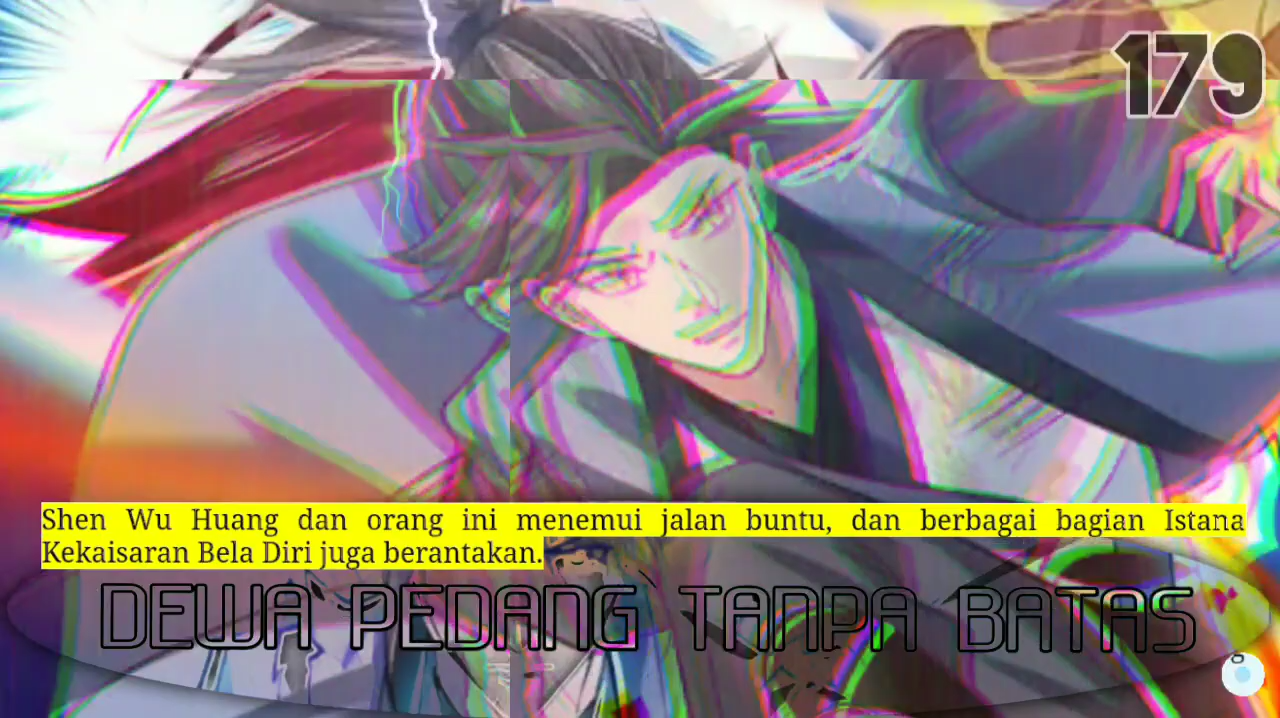 179
Shen Wu Huang dan orang ini menemui jalan buntu, dan berbagai bagian Istana
Kekaisaran Bela Diri juga berantakan.
DEWA PEDANG TANPA BATAS